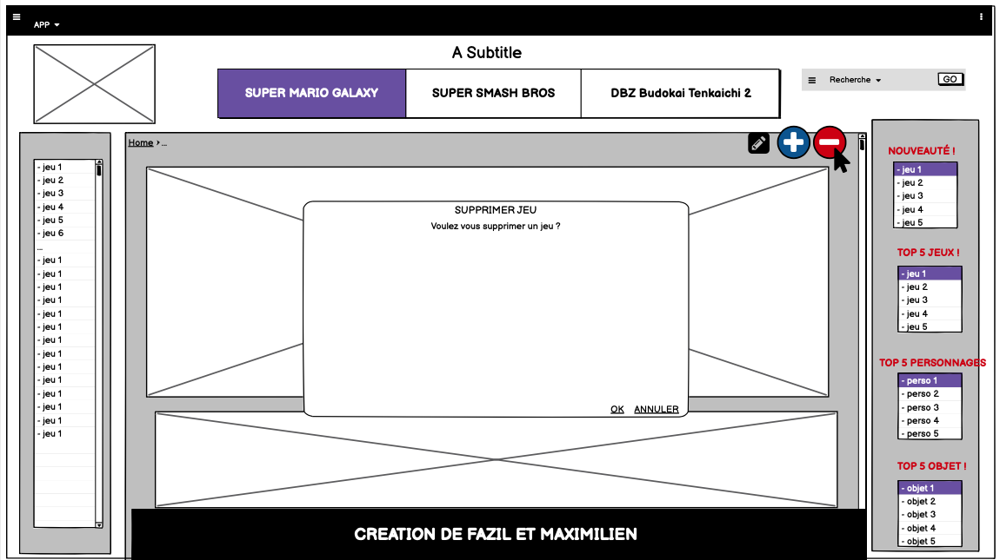 APP
A Subtitle
SUPER MARIO GALAXY
SUPER SMASH BROS
DBZ Budokai Tenkaichi 2
Recherche
GO
- jeu 1
- jeu 2
- jeu 3
- jeu 4
- jeu 5
- jeu 6
...
- jeu 1
- jeu 1
- jeu 1
- jeu 1
- jeu 1
- jeu 1
- jeu 1
- jeu 1
- jeu 1
- jeu 1
- jeu 1
- jeu 1
- jeu 1
- jeu 1
Home › ...
SUPPRIMER JEU
Voulez vous supprimer un jeu ?
OK
ANNULER
NOUVEAUTÉ !
- jeu 1
- jeu 2
- jeu 3
- jeu 4
- jeu 5
TOP 5 JEUX !
- jeu 1
- jeu 2
- jeu 3
- jeu 4
- jeu 5
TOP 5 PERSONNAGES
- perso 1
- perso 2
- perso 3
- perso 4
- perso 5
TOP 5 OBJET !
- objet 1
- objet 2
- objet 3
- objet 4
- objet 5
CREATION DE FAZIL ET MAXIMILIEN